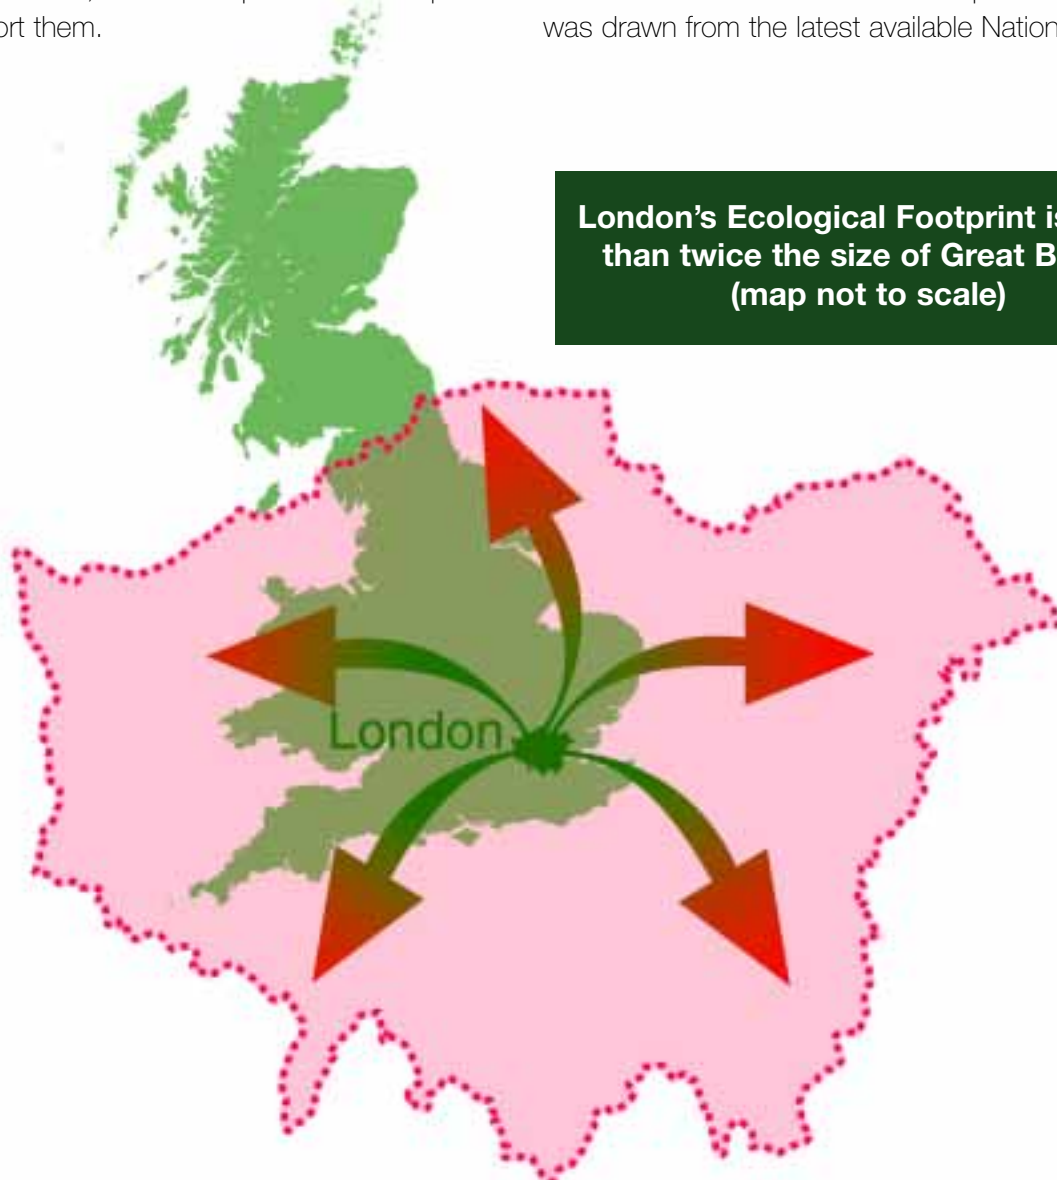 ort them.
was drawn from the latest available Nation
London's Ecological Footprint is
than twice the size of Great B
(map not to scale)
London